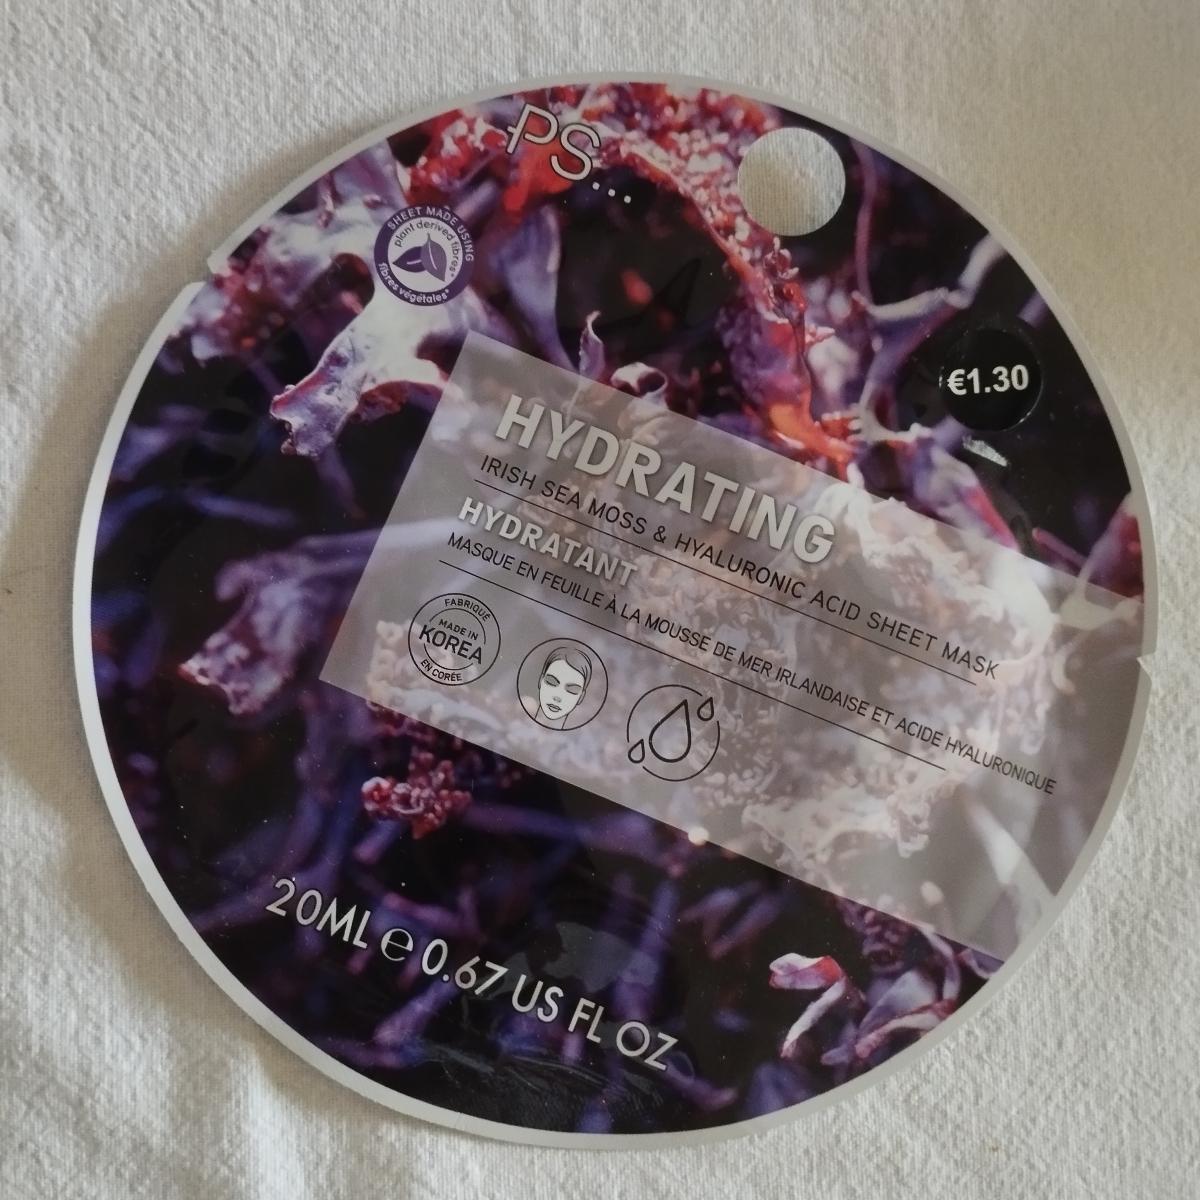 PS...
SHEET MADE USING
plant derived fibres*
fibres végétales*
€1.30
HYDRATING
IRISH SEA MOSS & HYALURONIC ACID SHEET MASK
HYDRATANT
MASQUE EN FEUILLE À LA MOUSSE DE MER IRLANDAISE ET ACIDE HYALURONIQUE
FABRIQUÉ
MADE IN
KOREA
EN CORÉE
20ML ℮ 0.67 US FL OZ